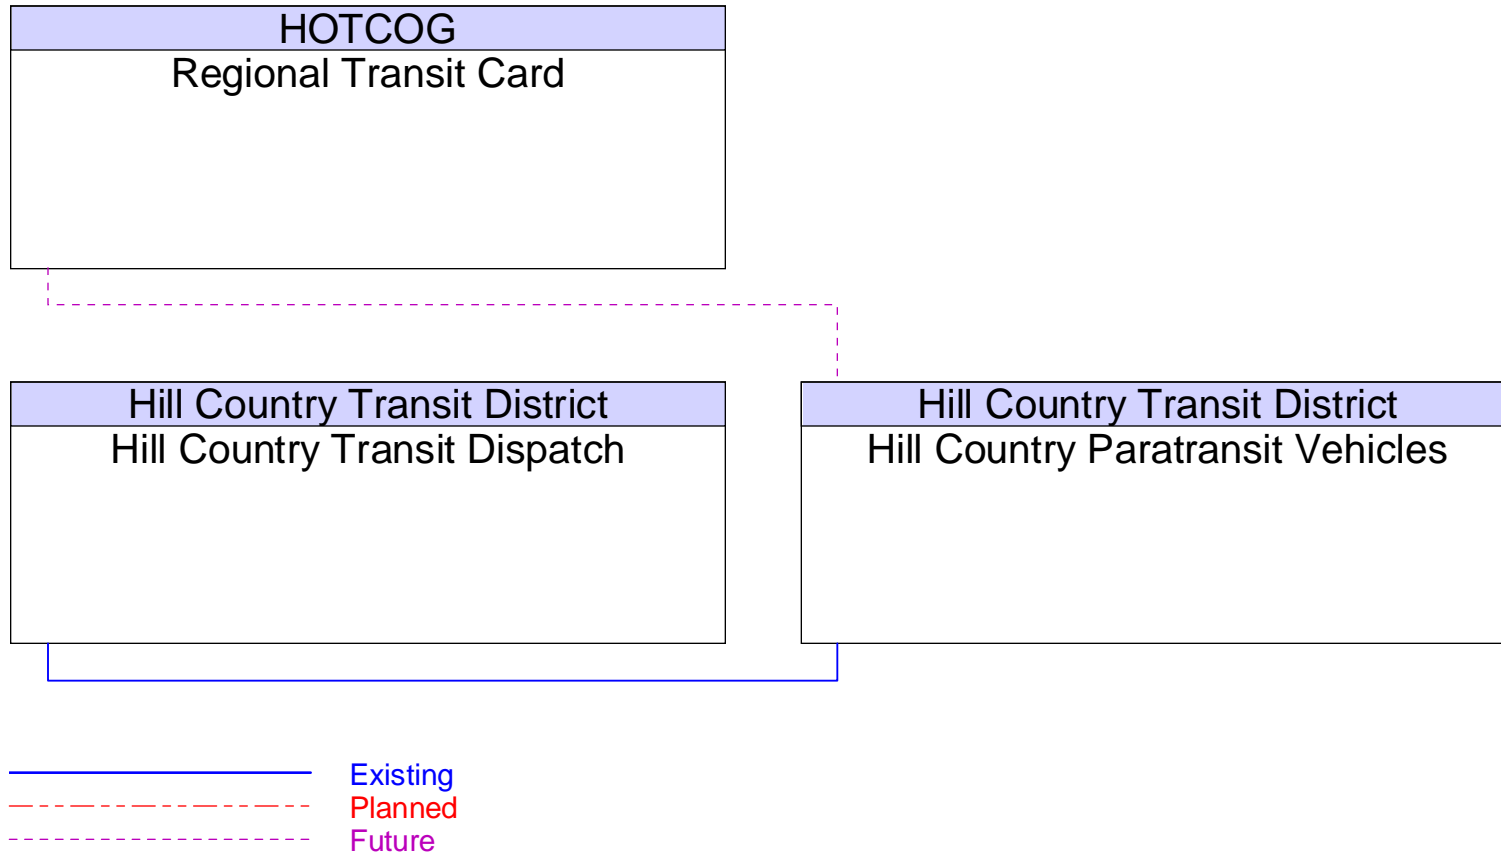 HOTCOG
Regional Transit Card
Hill Country Transit District
Hill Country Transit Dispatch
Hill Country Transit District
Hill Country Paratransit Vehicles
Existing
Planned
Future